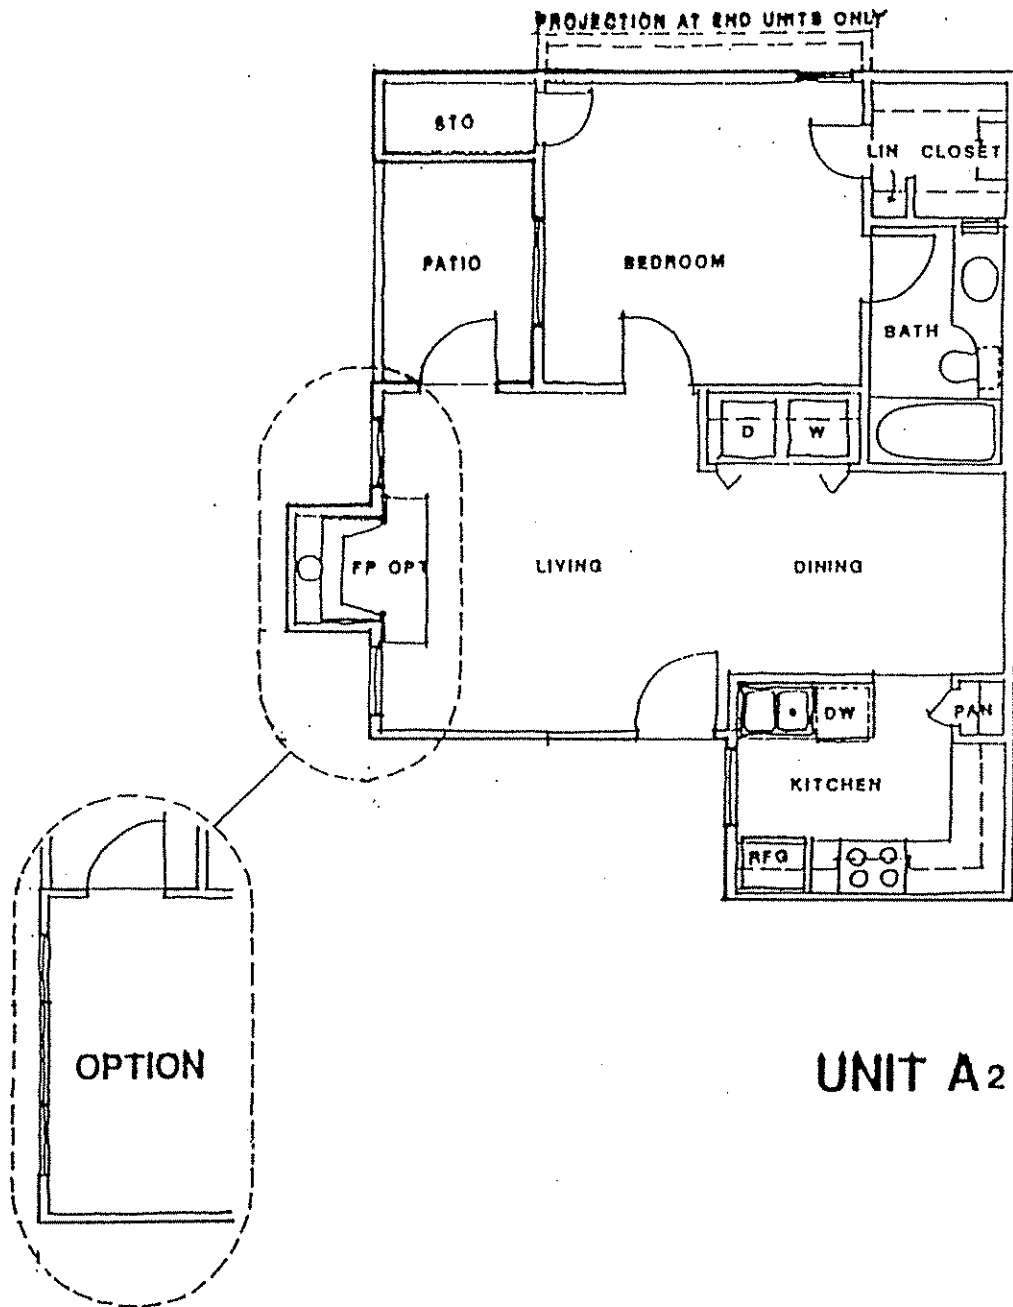 PROJECTION AT END UNITS ONLY
STO
LIN CLOSET
PATIO
BEDROOM
BATH
D W
FP OPT
LIVING
DINING
DW
PAN
KITCHEN
RFG
OPTION
UNIT A2